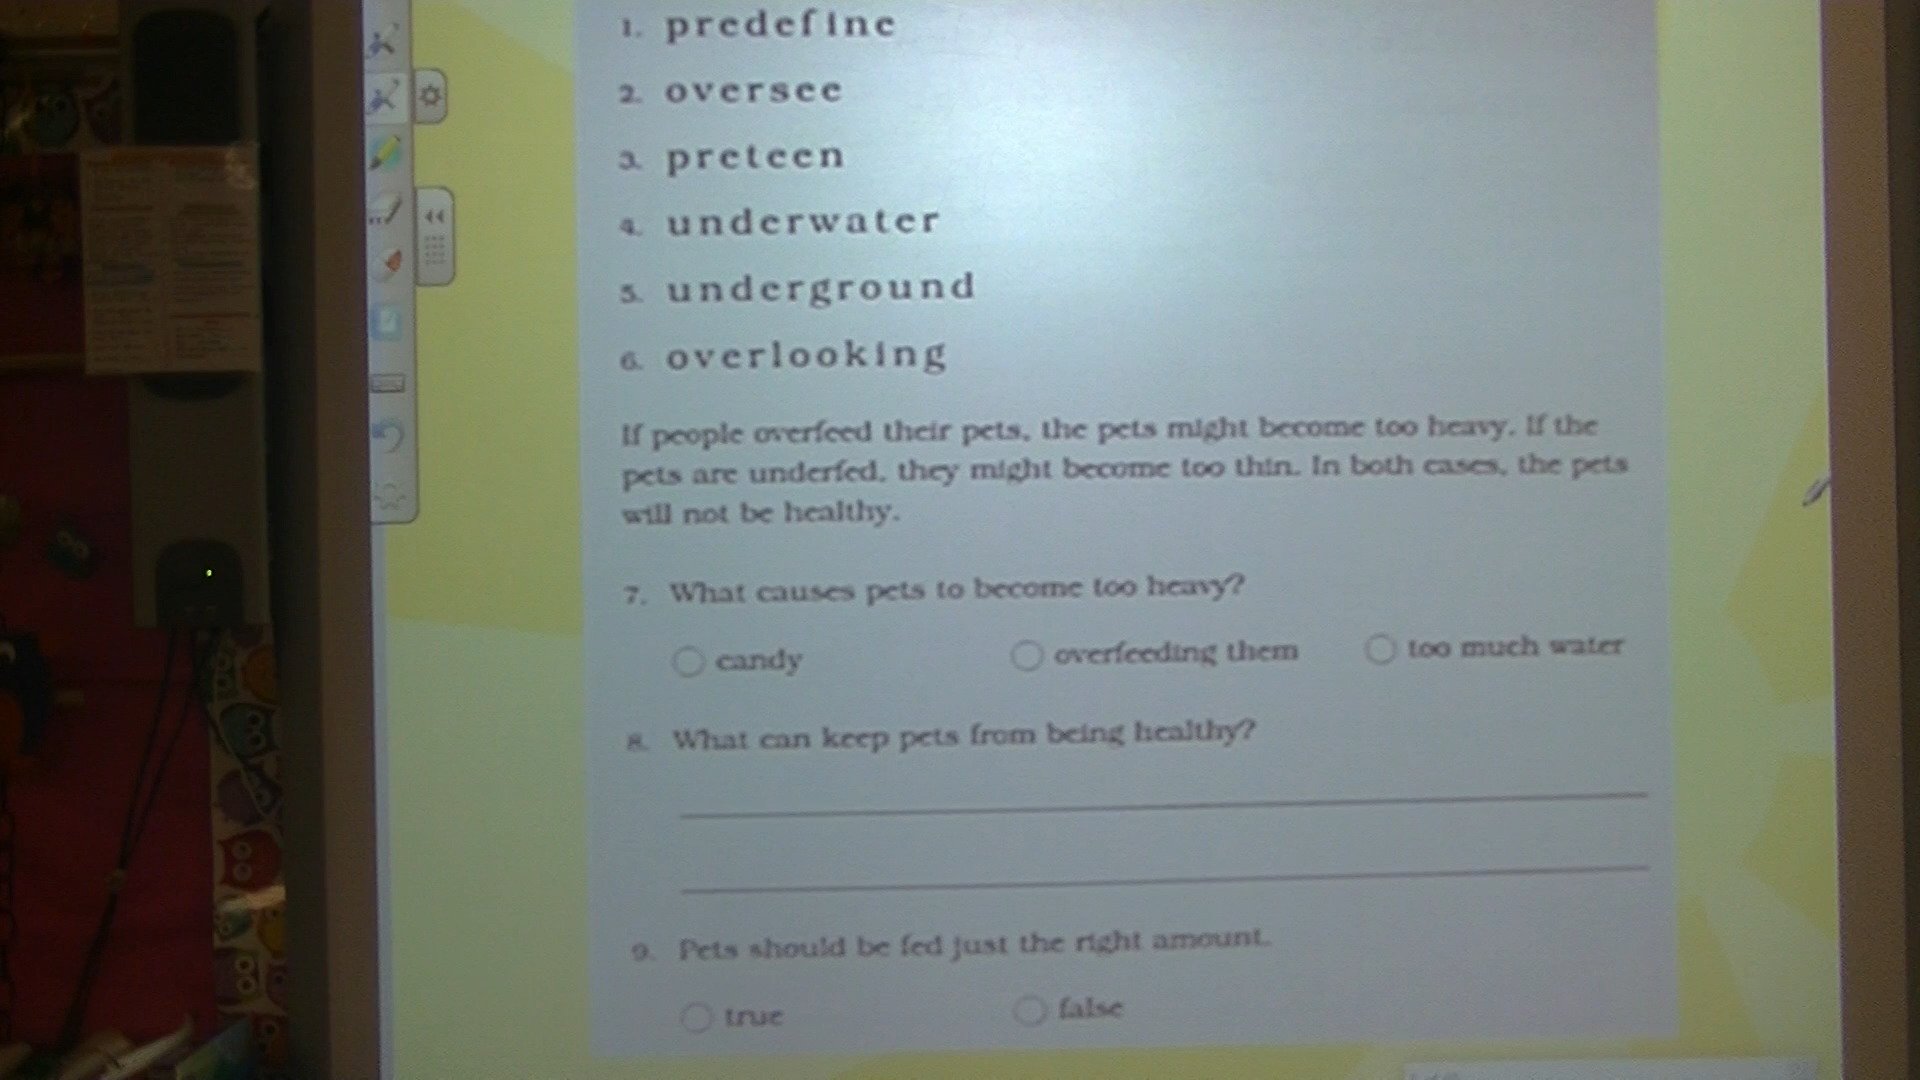 1. predefine
2. oversee
3. preteen
4. underwater
5. underground
6. overlooking
If people overfeed their pets, the pets might become too heavy. If the
pets are underfed, they might become too thin. In both cases, the pets
will not be healthy.
7. What causes pets to become too heavy?
candy overfeeding them too much water
8. What can keep pets from being healthy?
9. Pets should be fed just the right amount.
true false